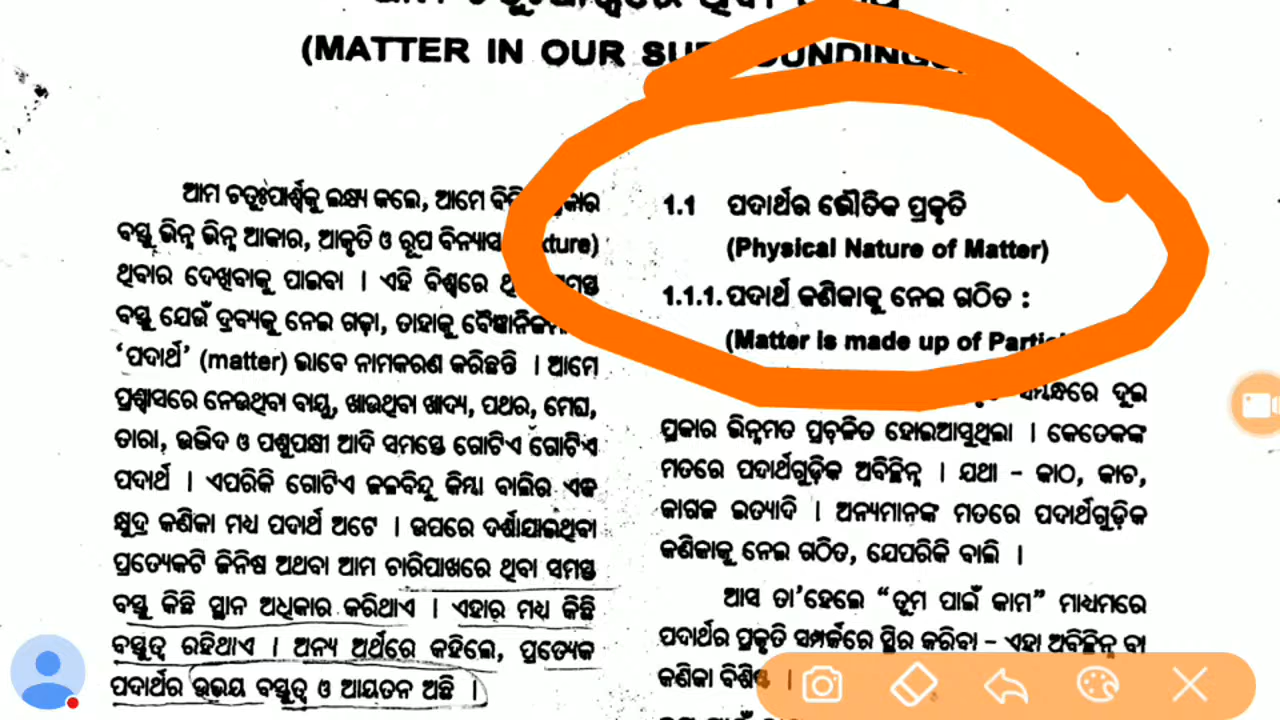 (MATTER IN OUR SURROUNDINGS)
ଆମ ଚତୁଃପାର୍ଶ୍ୱକୁ ଲକ୍ଷ୍ୟ କଲେ, ଆମେ
ବସ୍ତୁ ଭିନ୍ନ ଭିନ୍ନ ଆକାର, ଆକୃତି ଓ ରୂପ ବିନ୍ୟାସ
ଥିବାର ଦେଖିବାକୁ ପାଇବା । ଏହି ବିଶ୍ୱରେ ସମସ୍ତ
ବସ୍ତୁ ଯେଉଁ ଦ୍ରବ୍ୟକୁ ନେଇ ଗଢ଼ା, ତାହାକୁ
‘ପଦାର୍ଥ’ (matter) ଭାବେ ନାମକରଣ କରିଛନ୍ତି । ଆମେ
ପ୍ରଶ୍ୱାସରେ ନେଉଥିବା ବାୟୁ, ଖାଉଥିବା ଖାଦ୍ୟ, ପଥର, ମେଘ,
ତାରା, ଉଦ୍ଭିଦ ଓ ପଶୁପକ୍ଷୀ ଆଦି ସମସ୍ତେ ଗୋଟିଏ ଗୋଟିଏ
ପଦାର୍ଥ । ଏପରିକି ଗୋଟିଏ ଜଳବିନ୍ଦୁ କିମ୍ବା ବାଲିର ଏକ
କ୍ଷୁଦ୍ର କଣିକା ମଧ୍ୟ ପଦାର୍ଥ ଅଟେ । ଉପରେ ଦର୍ଶାଯାଇଥିବା
ପ୍ରତ୍ୟେକଟି ଜିନିଷ ଅଥବା ଆମ ଚାରିପାଖରେ ଥିବା ସମସ୍ତ
ବସ୍ତୁ କିଛି ସ୍ଥାନ ଅଧିକାର କରିଥାଏ । ଏହାର ମଧ୍ୟ କିଛି
ବସ୍ତୁତ୍ୱ ରହିଥାଏ । ଅନ୍ୟ ଅର୍ଥରେ କହିଲେ, ପ୍ରତ୍ୟେକ
ପଦାର୍ଥର ଉଭୟ ବସ୍ତୁତ୍ୱ ଓ ଆୟତନ ଅଛି ।
1.1 ପଦାର୍ଥର ଭୌତିକ ପ୍ରକୃତି
(Physical Nature of Matter)
1.1.1. ପଦାର୍ଥ କଣିକାକୁ ନେଇ ଗଠିତ :
(Matter is made up of
ସମ୍ବନ୍ଧରେ ଦୁଇ
ପ୍ରକାର ଭିନ୍ନମତ ପ୍ରଚଳିତ ହୋଇଆସୁଥିଲା । କେତେକଙ୍କ
ମତରେ ପଦାର୍ଥଗୁଡ଼ିକ ଅବିଚ୍ଛିନ୍ନ । ଯଥା – କାଠ, କାଚ,
କାଗଜ ଇତ୍ୟାଦି । ଅନ୍ୟମାନଙ୍କ ମତରେ ପଦାର୍ଥଗୁଡ଼ିକ
କଣିକାକୁ ନେଇ ଗଠିତ, ଯେପରିକି ବାଲି ।
ଆସ ତା’ହେଲେ “ତୁମ ପାଇଁ କାମ” ମାଧ୍ୟମରେ
ପଦାର୍ଥର ପ୍ରକୃତି ସମ୍ପର୍କରେ ସ୍ଥିର କରିବା – ଏହା ଅବିଚ୍ଛିନ୍ନ ବା
କଣିକା ବିଶିଷ୍ଟ ।